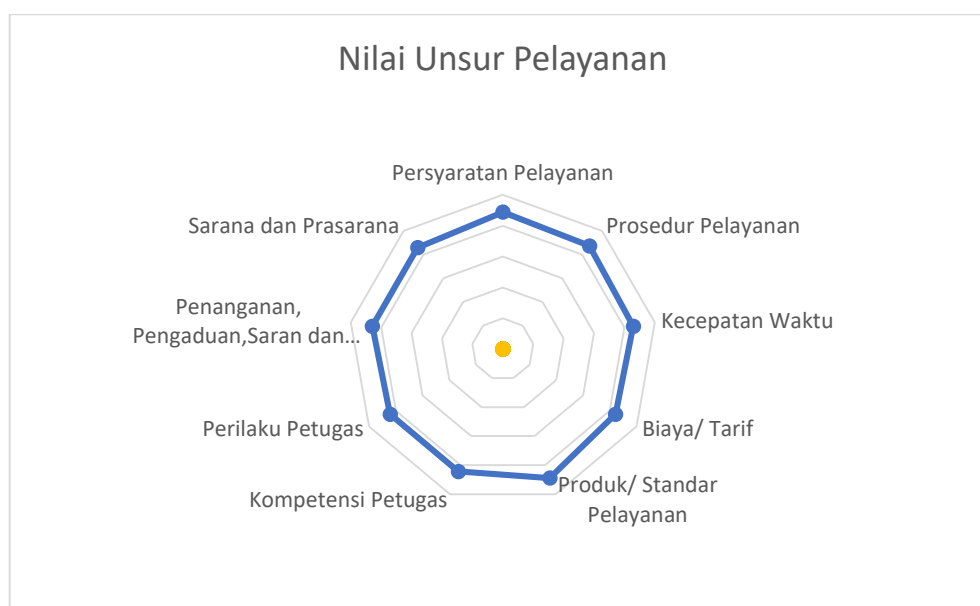 Nilai Unsur Pelayanan
Persyaratan Pelayanan
Prosedur Pelayanan
Kecepatan Waktu
Biaya/ Tarif
Produk/ Standar
Pelayanan
Kompetensi Petugas
Perilaku Petugas
Penanganan,
Pengaduan,Saran dan...
Sarana dan Prasarana